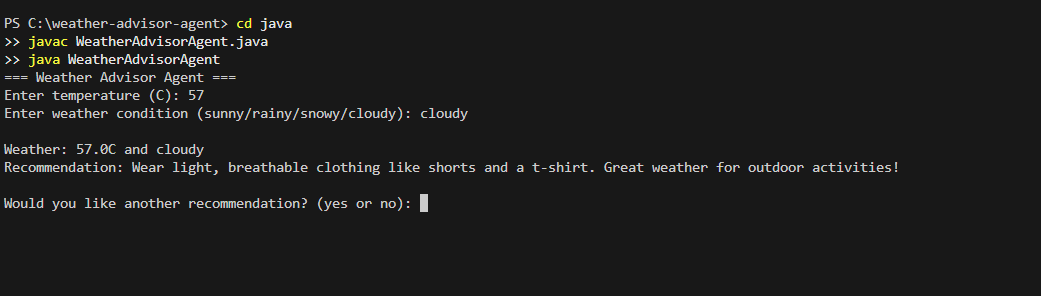 PS C:\weather-advisor-agent> cd java
>> javac WeatherAdvisorAgent.java
>> java WeatherAdvisorAgent
=== Weather Advisor Agent ===
Enter temperature (C): 57
Enter weather condition (sunny/rainy/snowy/cloudy): cloudy
Weather: 57.0C and cloudy
Recommendation: Wear light, breathable clothing like shorts and a t-shirt. Great weather for outdoor activities!
Would you like another recommendation? (yes or no):